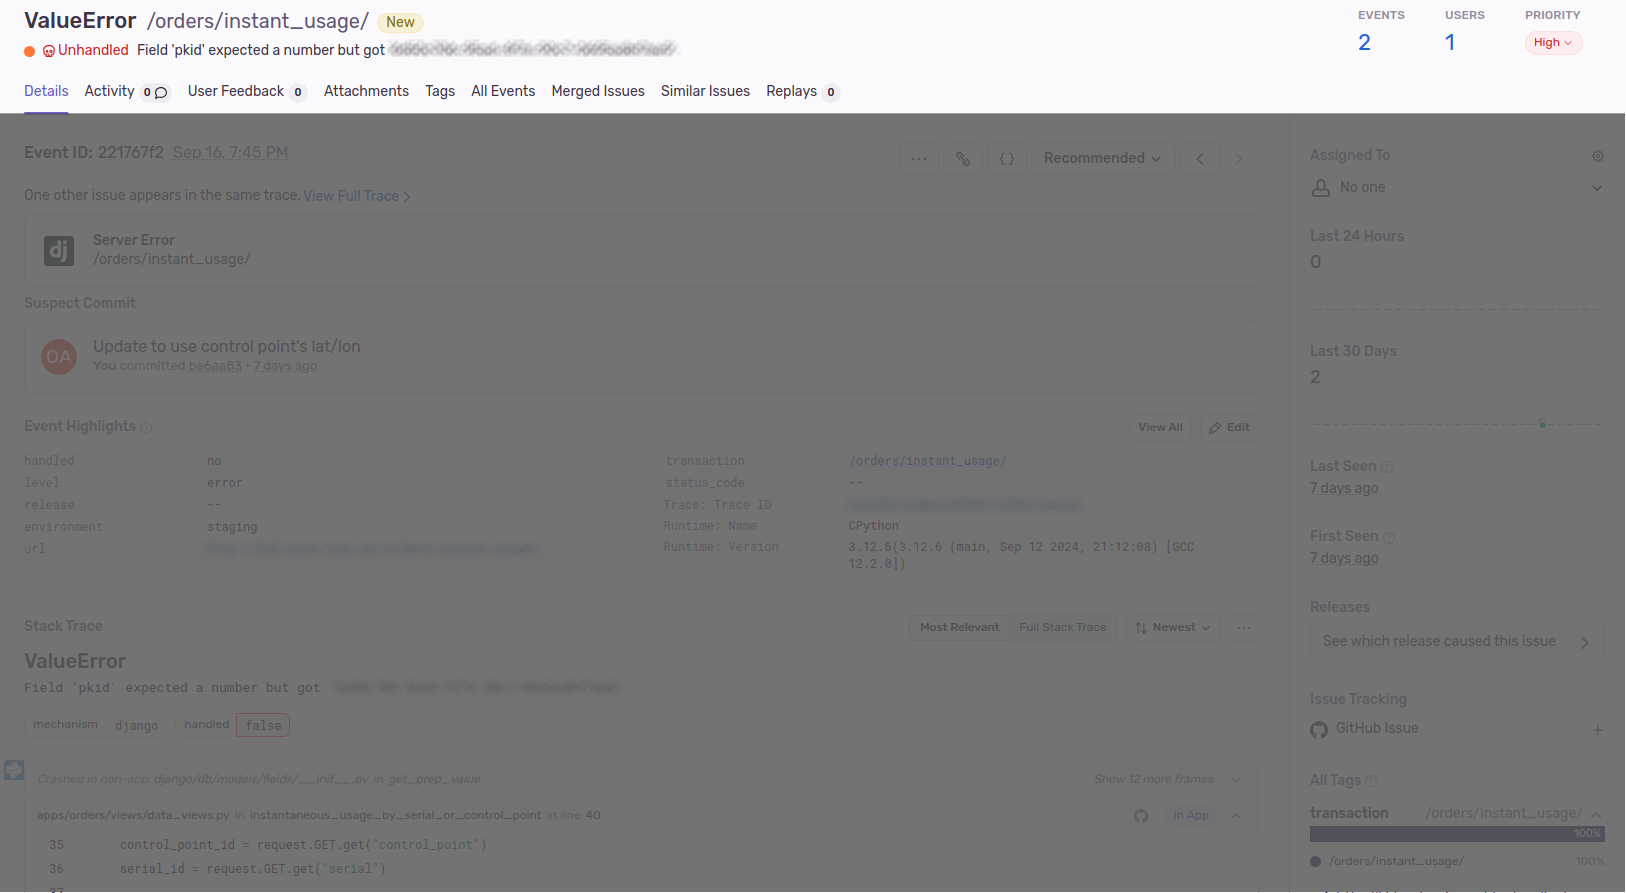 ValueError /orders/instant_usage/ New
Unhandled Field 'pkid' expected a number but got
EVENTS USERS PRIORITY
2 1 High
Details Activity 0 User Feedback 0 Attachments Tags All Events Merged Issues Similar Issues Replays 0
Event ID: 221767f2 Sep 16, 7:45 PM
... {} Recommended
One other issue appears in the same trace. View Full Trace >
dj Server Error
/orders/instant_usage/
Suspect Commit
OA Update to use control point's lat/lon
You committed be6aa83 • 7 days ago
Event Highlights ? View All Edit
handled no
level error
release --
environment staging
url
transaction /orders/instant_usage/
status_code --
Trace: Trace ID
Runtime: Name CPython
Runtime: Version 3.12.6(3.12.6 (main, Sep 12 2024, 21:12:08) [GCC
12.2.0])
Stack Trace Most Relevant Full Stack Trace Newest ...
ValueError
Field 'pkid' expected a number but got
mechanism django handled false
Crashed in non-app: django/db/models/fields/__init__.py in get_prep_value Show 12 more frames
apps/orders/views/data_views.py in instantaneous_usage_by_serial_or_control_point at line 40 In App
35 control_point_id = request.GET.get("control_point")
36 serial_id = request.GET.get("serial")
37
Assigned To
No one
Last 24 Hours
0
Last 30 Days
2
Last Seen ?
7 days ago
First Seen ?
7 days ago
Releases
See which release caused this issue >
Issue Tracking
GitHub Issue +
All Tags ?
transaction /orders/instant_usage/
100%
/orders/instant_usage/ 100%